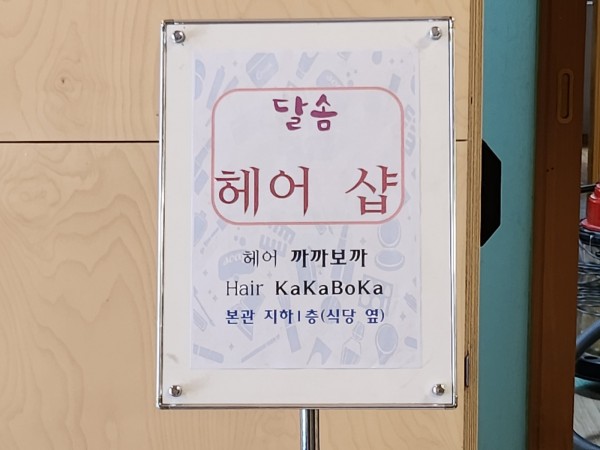 달솜
헤어 샵
헤어 까까보까
Hair KaKaBoKa
본관 지하1층(식당 옆)